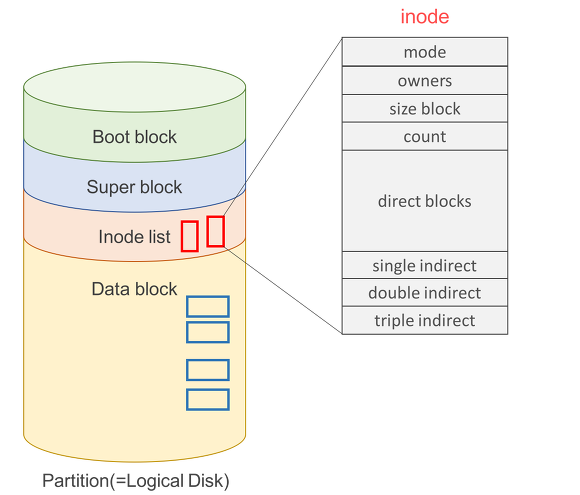 inode
mode
owners
size block
count
direct blocks
single indirect
double indirect
triple indirect
Boot block
Super block
Inode list
Data block
Partition(=Logical Disk)